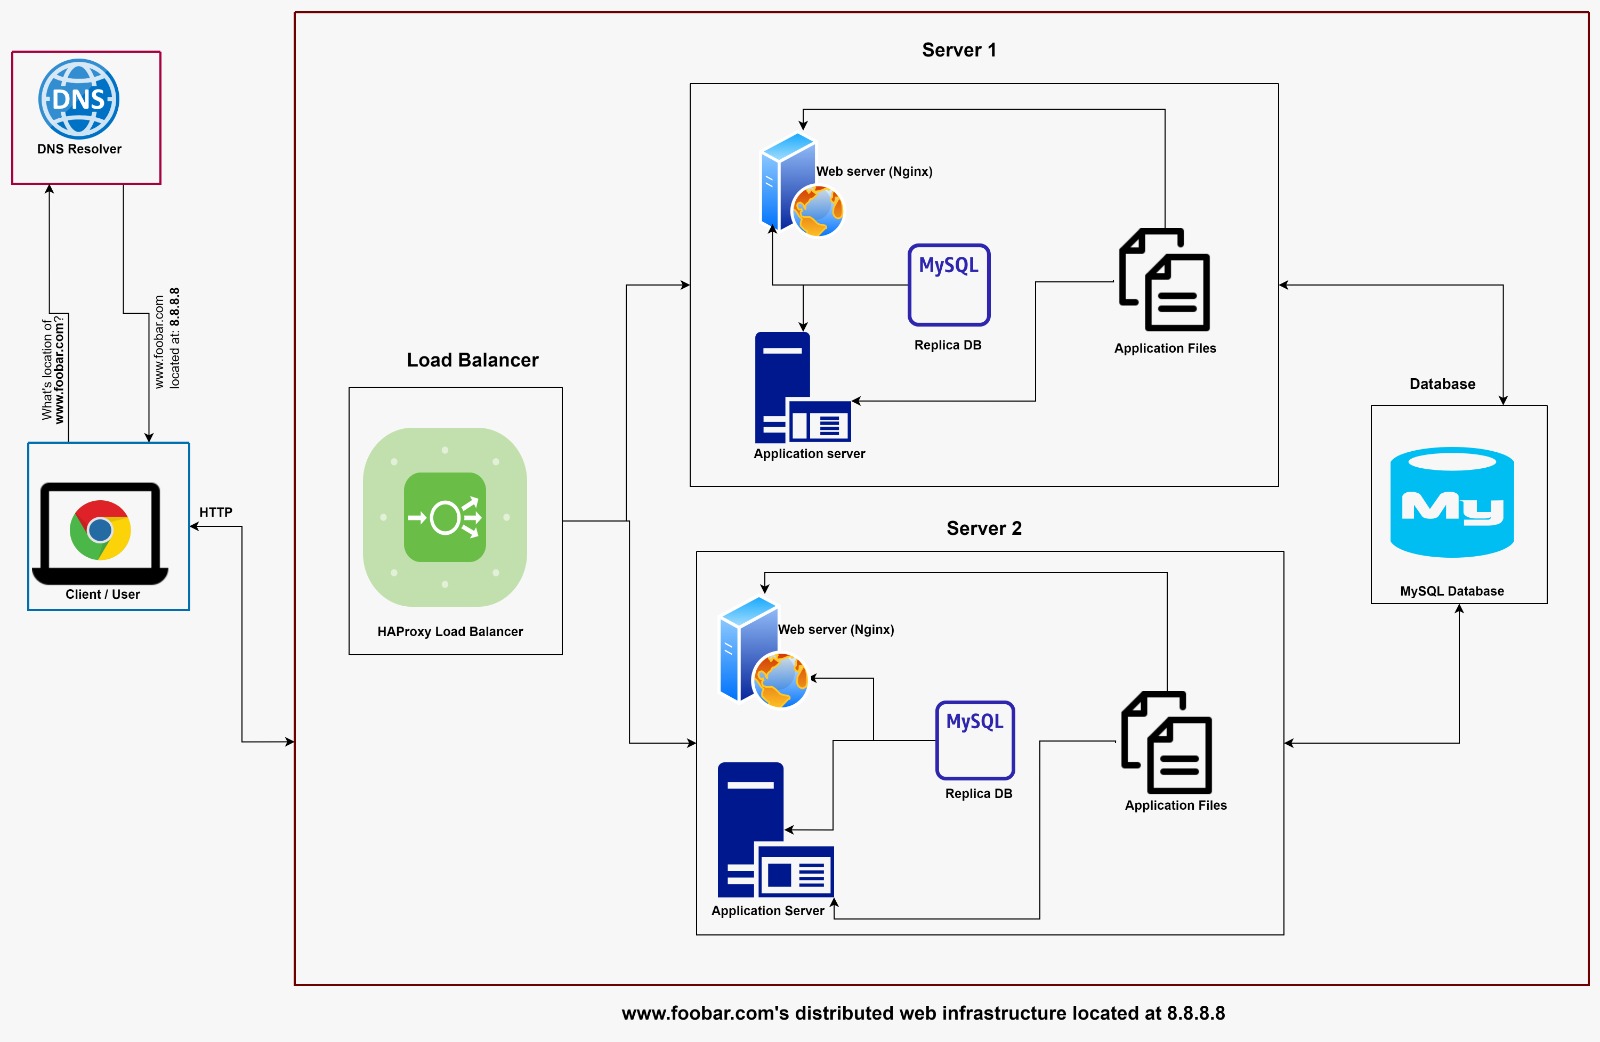 Server 1
DNS
DNS Resolver
Web server (Nginx)
MySQL
Replica DB
Application Files
What's location of
www.foobar.com?
www.foobar.com
located at: 8.8.8.8
Load Balancer
Application server
Database
My
MySQL Database
HTTP
Client / User
HAProxy Load Balancer
Server 2
Web server (Nginx)
MySQL
Replica DB
Application Files
Application Server
www.foobar.com's distributed web infrastructure located at 8.8.8.8